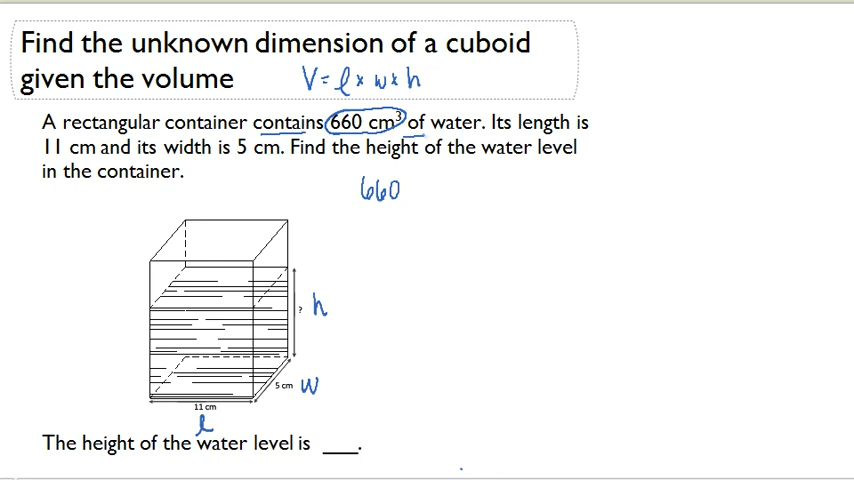 Find the unknown dimension of a cuboid
given the volume
V = l × w × h
A rectangular container contains 660 cm³ of water. Its length is
11 cm and its width is 5 cm. Find the height of the water level
in the container.
660
? h
5 cm w
11 cm
l
The height of the water level is ___.